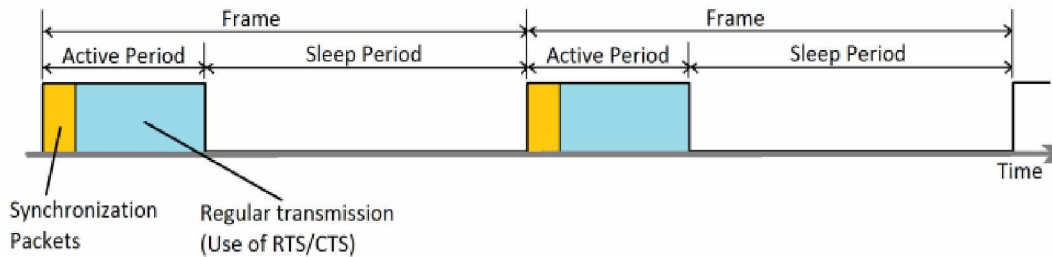 Frame
Frame
Active Period
Sleep Period
Active Period
Sleep Period
Time
Synchronization
Packets
Regular transmission
(Use of RTS/CTS)